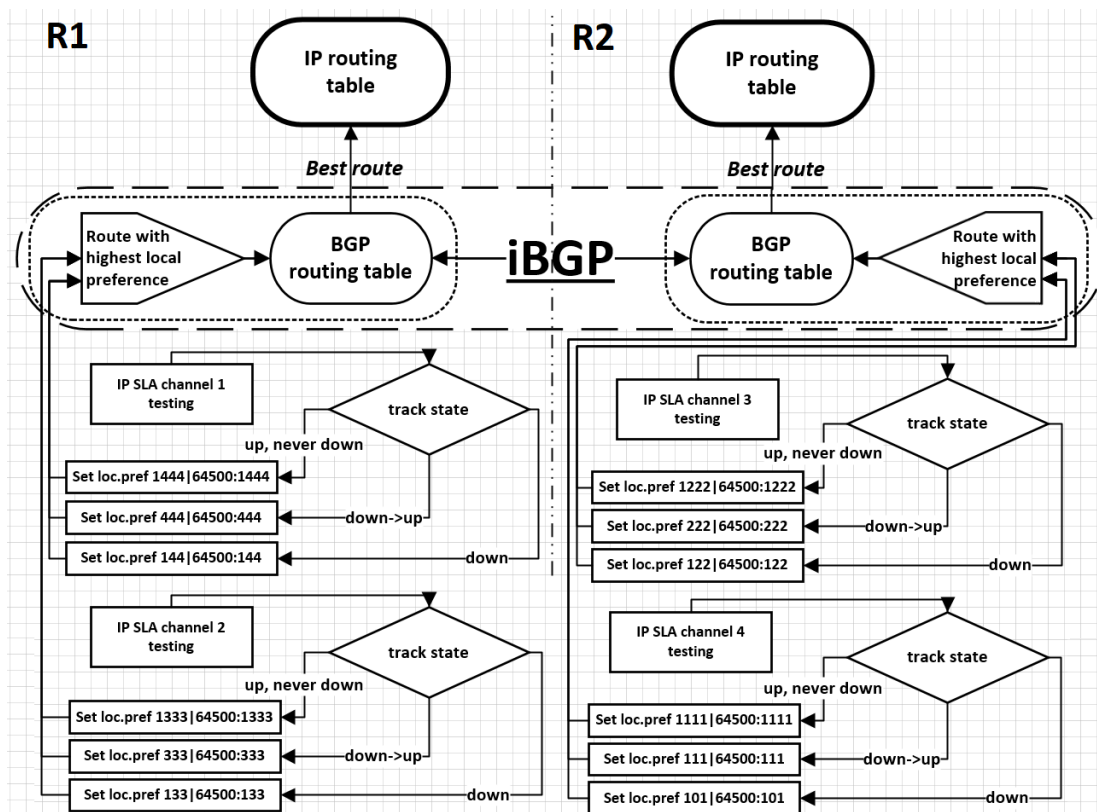 R1
R2
IP routing
table
IP routing
table
Best route
Best route
Route with
highest local
preference
BGP
routing table
iBGP
BGP
routing table
Route with
highest local
preference
IP SLA channel 1
testing
track state
up, never down
Set loc.pref 1444|64500:1444
Set loc.pref 444|64500:444
down->up
Set loc.pref 144|64500:144
down
IP SLA channel 3
testing
track state
up, never down
Set loc.pref 1222|64500:1222
Set loc.pref 222|64500:222
down->up
Set loc.pref 122|64500:122
down
IP SLA channel 2
testing
track state
up, never down
Set loc.pref 1333|64500:1333
Set loc.pref 333|64500:333
down->up
Set loc.pref 133|64500:133
down
IP SLA channel 4
testing
track state
up, never down
Set loc.pref 1111|64500:1111
Set loc.pref 111|64500:111
down->up
Set loc.pref 101|64500:101
down